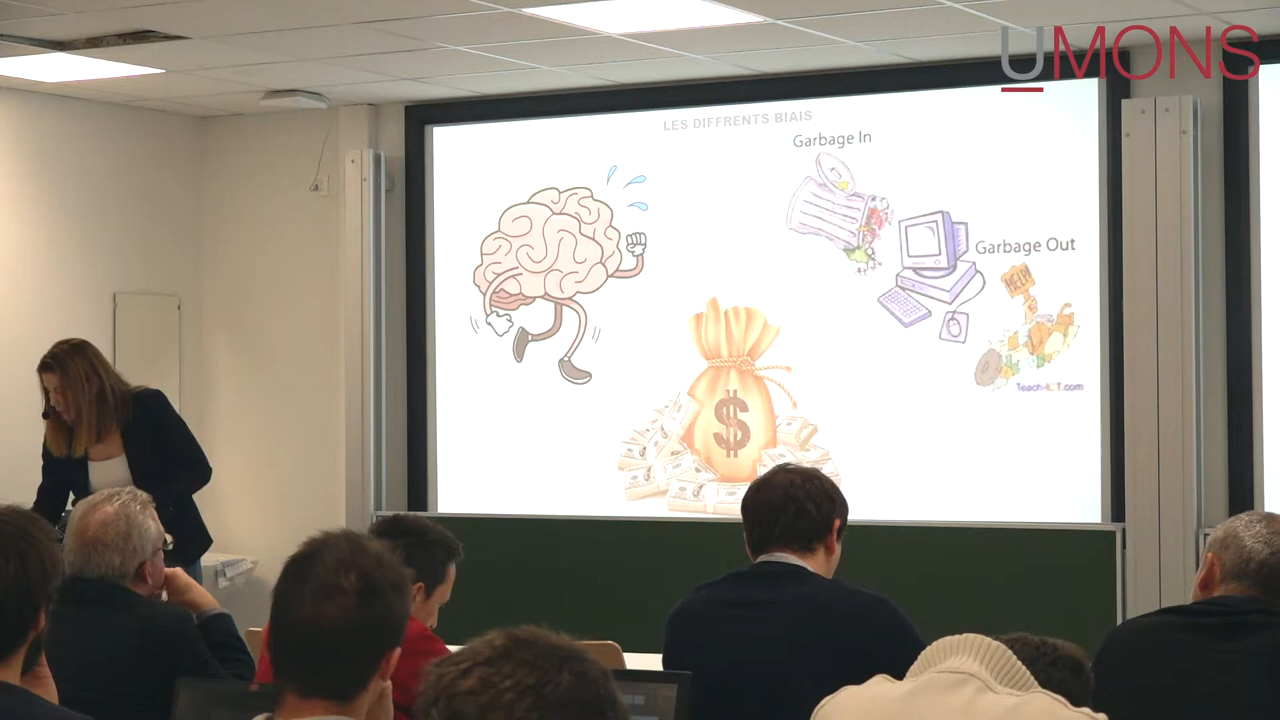 UMONS
LES DIFFRENTS BIAIS
Garbage In
Garbage Out
HELP!
$
Teach-ICT.com